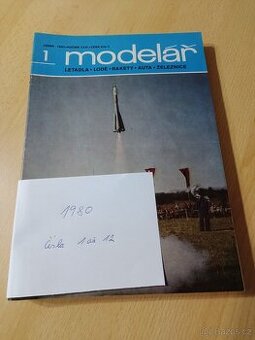 1
modelář
LETADLA • LODĚ • RAKETY • AUTA • ŽELEZNICE
1980
čísla 1 až 12